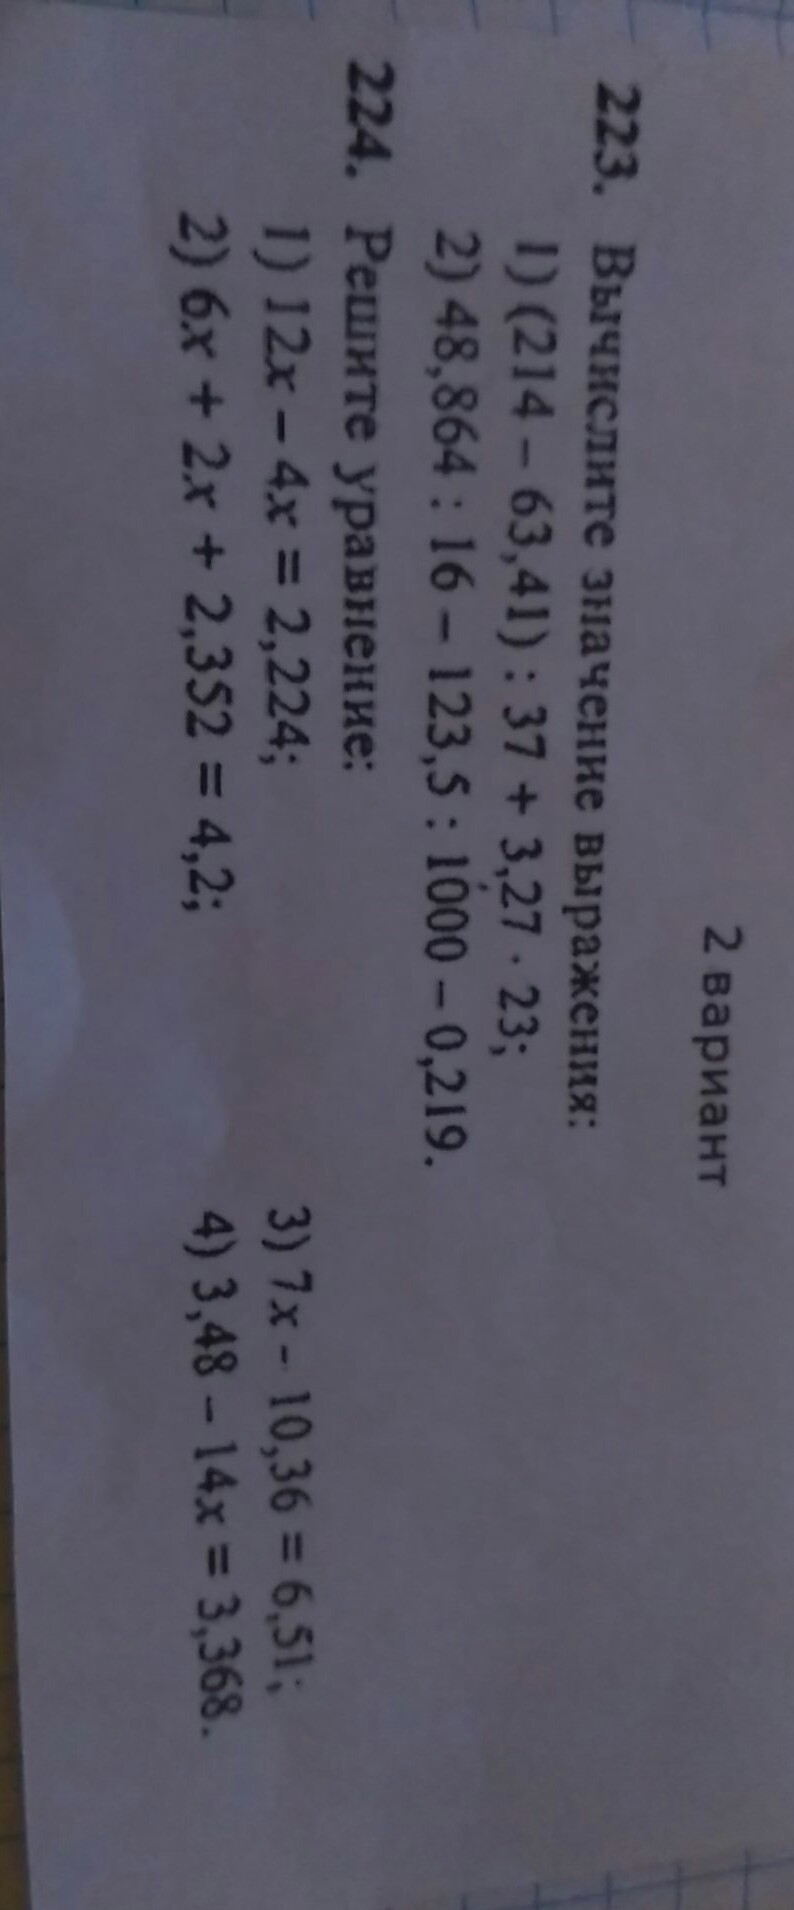 2 вариант
223. Вычислите значение выражения:
1) (214 – 63,41) : 37 + 3,27 · 23;
2) 48,864 : 16 – 123,5 : 1000 – 0,219.
224. Решите уравнение:
1) 12x – 4x = 2,224;
2) 6x + 2x + 2,352 = 4,2;
3) 7x – 10,36 = 6,51;
4) 3,48 – 14x = 3,368.